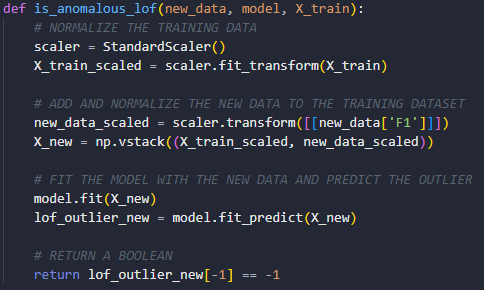 def is_anomalous_lof(new_data, model, X_train):
    # NORMALIZE THE TRAINING DATA
    scaler = StandardScaler()
    X_train_scaled = scaler.fit_transform(X_train)

    # ADD AND NORMALIZE THE NEW DATA TO THE TRAINING DATASET
    new_data_scaled = scaler.transform([[new_data['F1']]])
    X_new = np.vstack((X_train_scaled, new_data_scaled))

    # FIT THE MODEL WITH THE NEW DATA AND PREDICT THE OUTLIER
    model.fit(X_new)
    lof_outlier_new = model.fit_predict(X_new)

    # RETURN A BOOLEAN
    return lof_outlier_new[-1] == -1